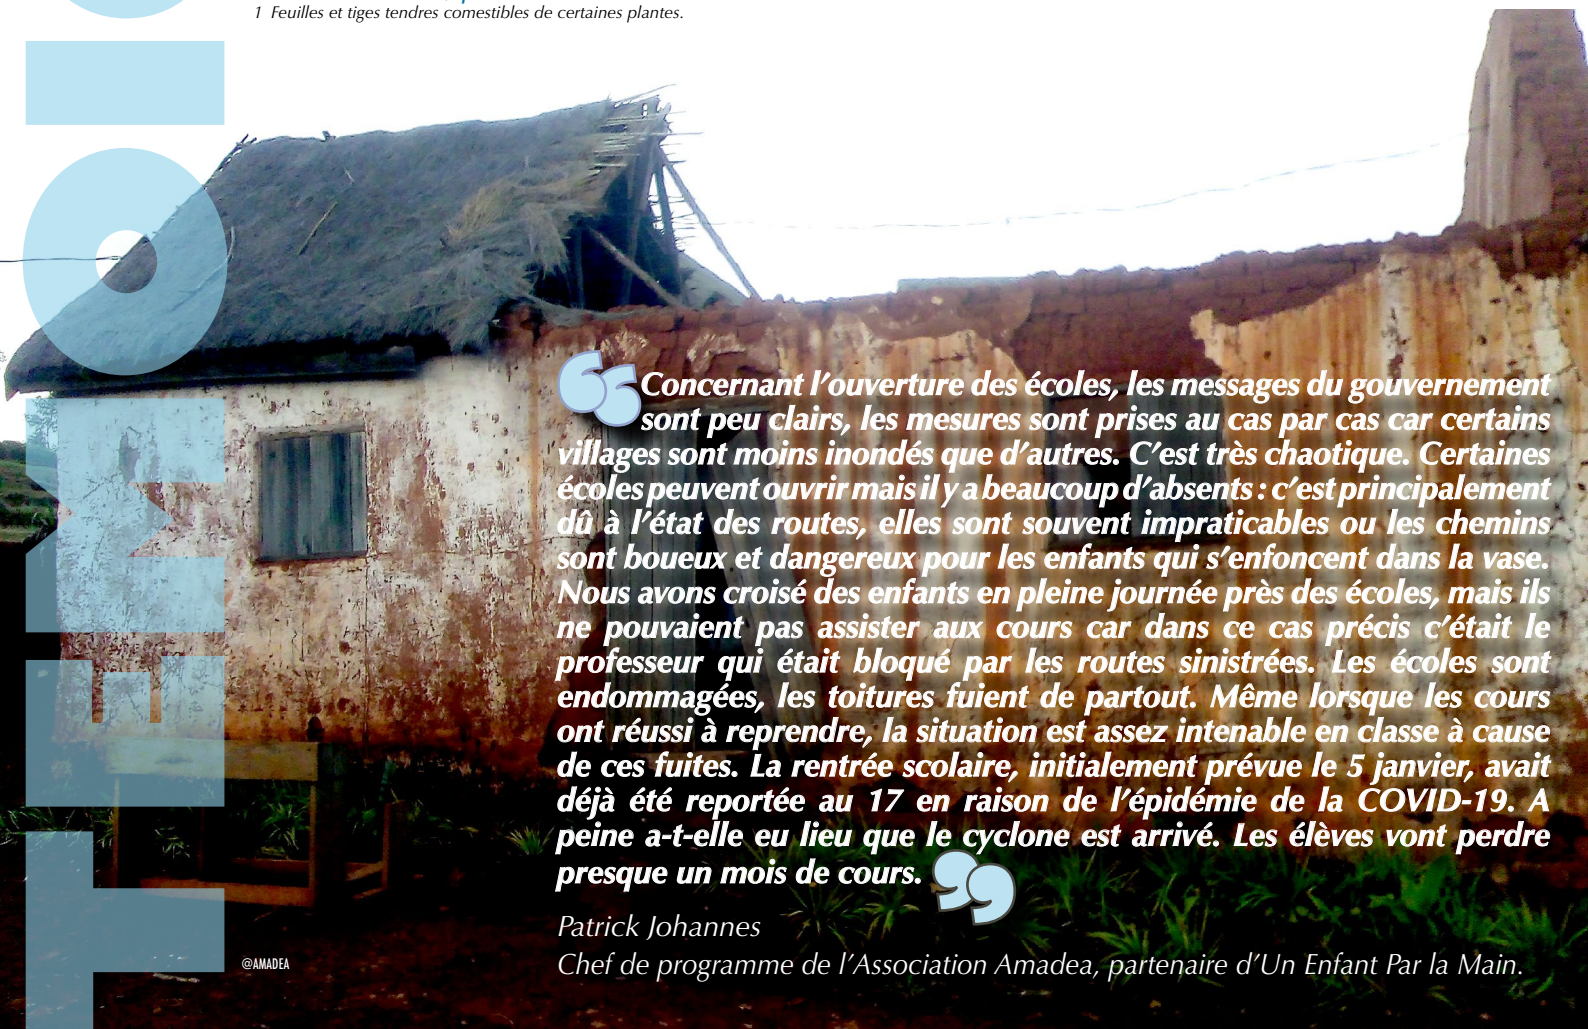 1 Feuilles et tiges tendres comestibles de certaines plantes.
TEMOI
Concernant l’ouverture des écoles, les messages du gouvernement
sont peu clairs, les mesures sont prises au cas par cas car certains
villages sont moins inondés que d’autres. C’est très chaotique. Certaines
écoles peuvent ouvrir mais il y a beaucoup d’absents : c’est principalement
dû à l’état des routes, elles sont souvent impraticables ou les chemins
sont boueux et dangereux pour les enfants qui s’enfoncent dans la vase.
Nous avons croisé des enfants en pleine journée près des écoles, mais ils
ne pouvaient pas assister aux cours car dans ce cas précis c’était le
professeur qui était bloqué par les routes sinistrées. Les écoles sont
endommagées, les toitures fuient de partout. Même lorsque les cours
ont réussi à reprendre, la situation est assez intenable en classe à cause
de ces fuites. La rentrée scolaire, initialement prévue le 5 janvier, avait
déjà été reportée au 17 en raison de l’épidémie de la COVID-19. A
peine a-t-elle eu lieu que le cyclone est arrivé. Les élèves vont perdre
presque un mois de cours.
Patrick Johannes
Chef de programme de l’Association Amadea, partenaire d’Un Enfant Par la Main.
@AMADEA